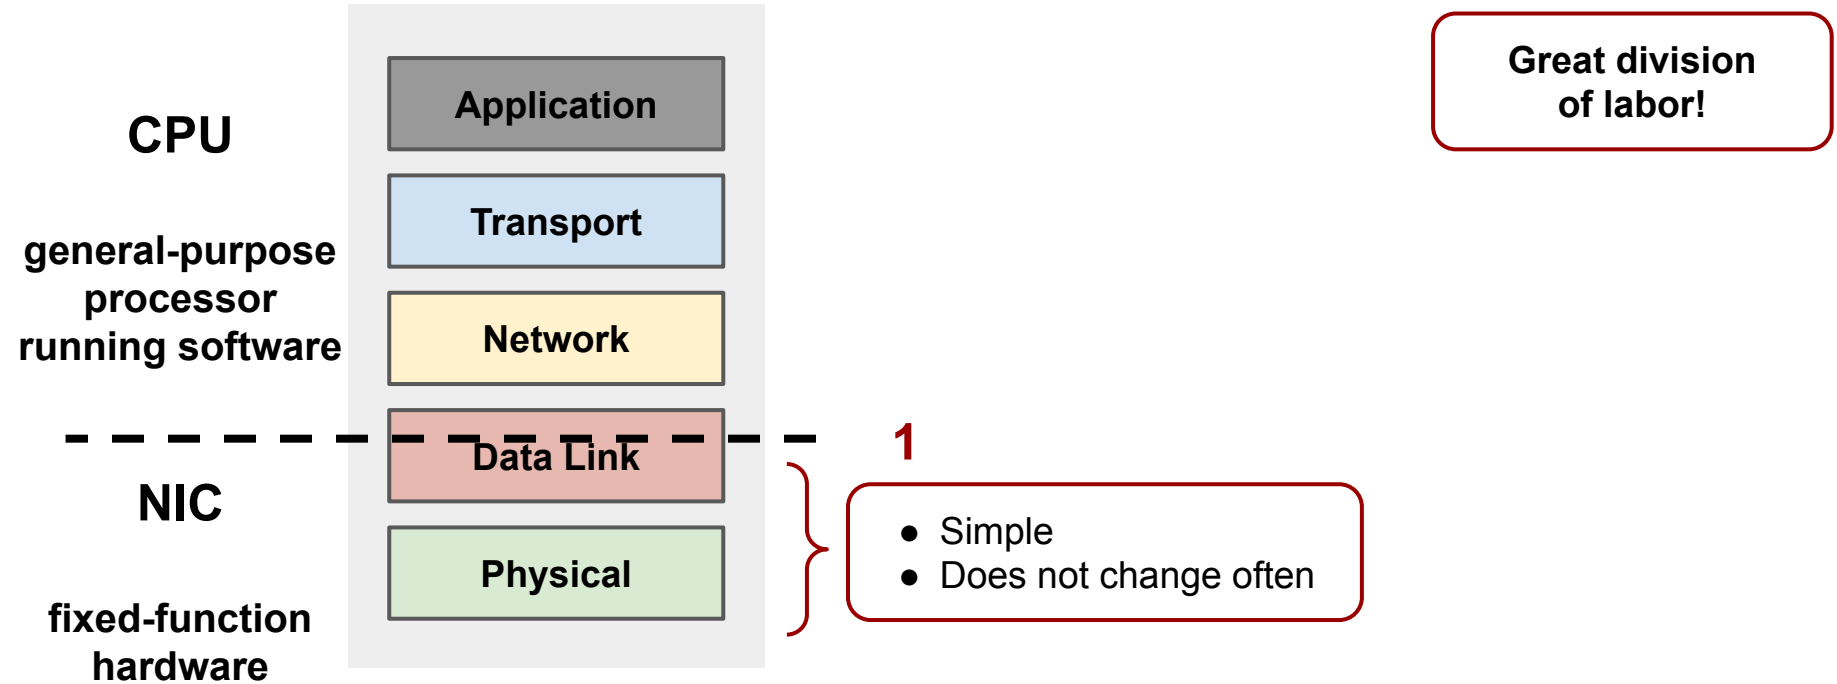 CPU
general-purpose
processor
running software
NIC
fixed-function
hardware
Application
Transport
Network
Data Link
Physical
1
● Simple
● Does not change often
Great division
of labor!